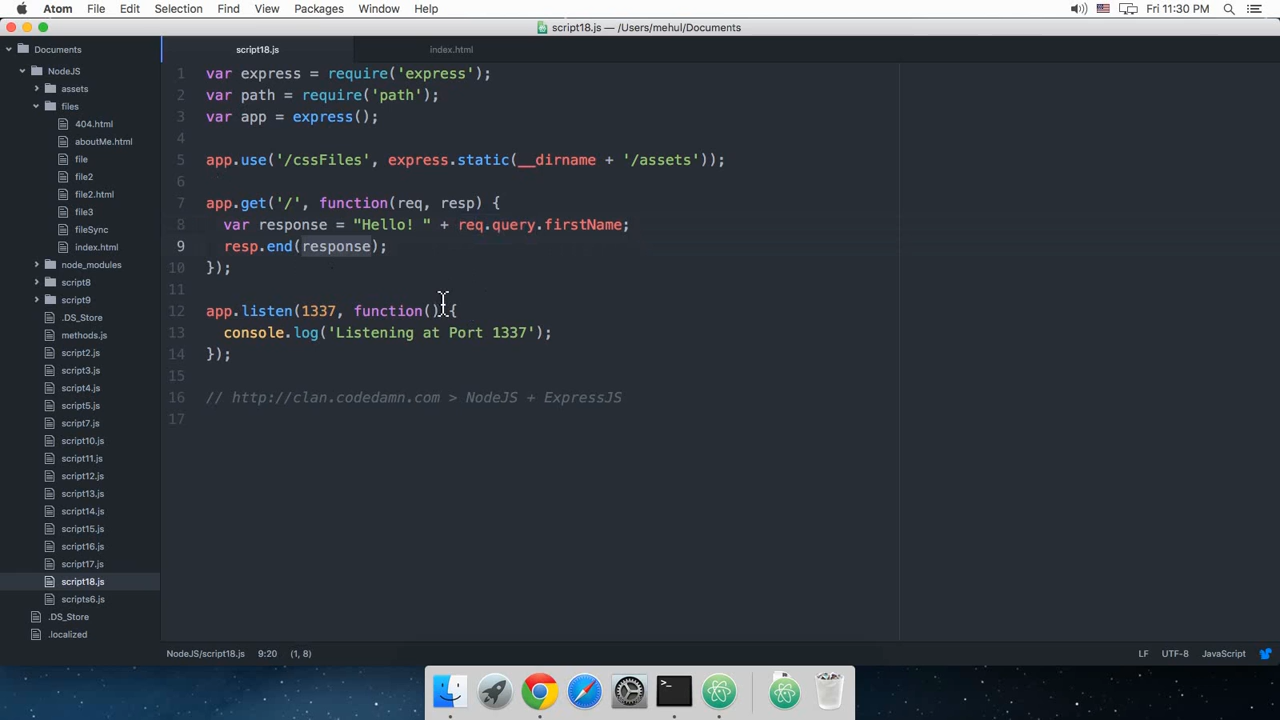 Atom File Edit Selection View Find Packages Window Help Fri 11:30 PM
script18.js — /Users/mehul/Documents
Documents
NodeJS
assets
files
404.html
aboutMe.html
file
file2
file2.html
file3
fileSync
index.html
node_modules
script8
script9
.DS_Store
methods.js
script2.js
script3.js
script4.js
script5.js
script7.js
script10.js
script11.js
script12.js
script13.js
script14.js
script15.js
script16.js
script17.js
script18.js
scripts6.js
.DS_Store
.localized
script18.js index.html
1 var express = require('express');
2 var path = require('path');
3 var app = express();
4
5 app.use('/cssFiles', express.static(__dirname + '/assets'));
6
7 app.get('/', function(req, resp) {
8 var response = "Hello! " + req.query.firstName;
9 resp.end(response);
10 });
11
12 app.listen(1337, function() {
13 console.log('Listening at Port 1337');
14 });
15
16 // http://clan.codedamn.com > NodeJS + ExpressJS
17
NodeJS/script18.js 9:20 (1, 8) LF UTF-8 JavaScript